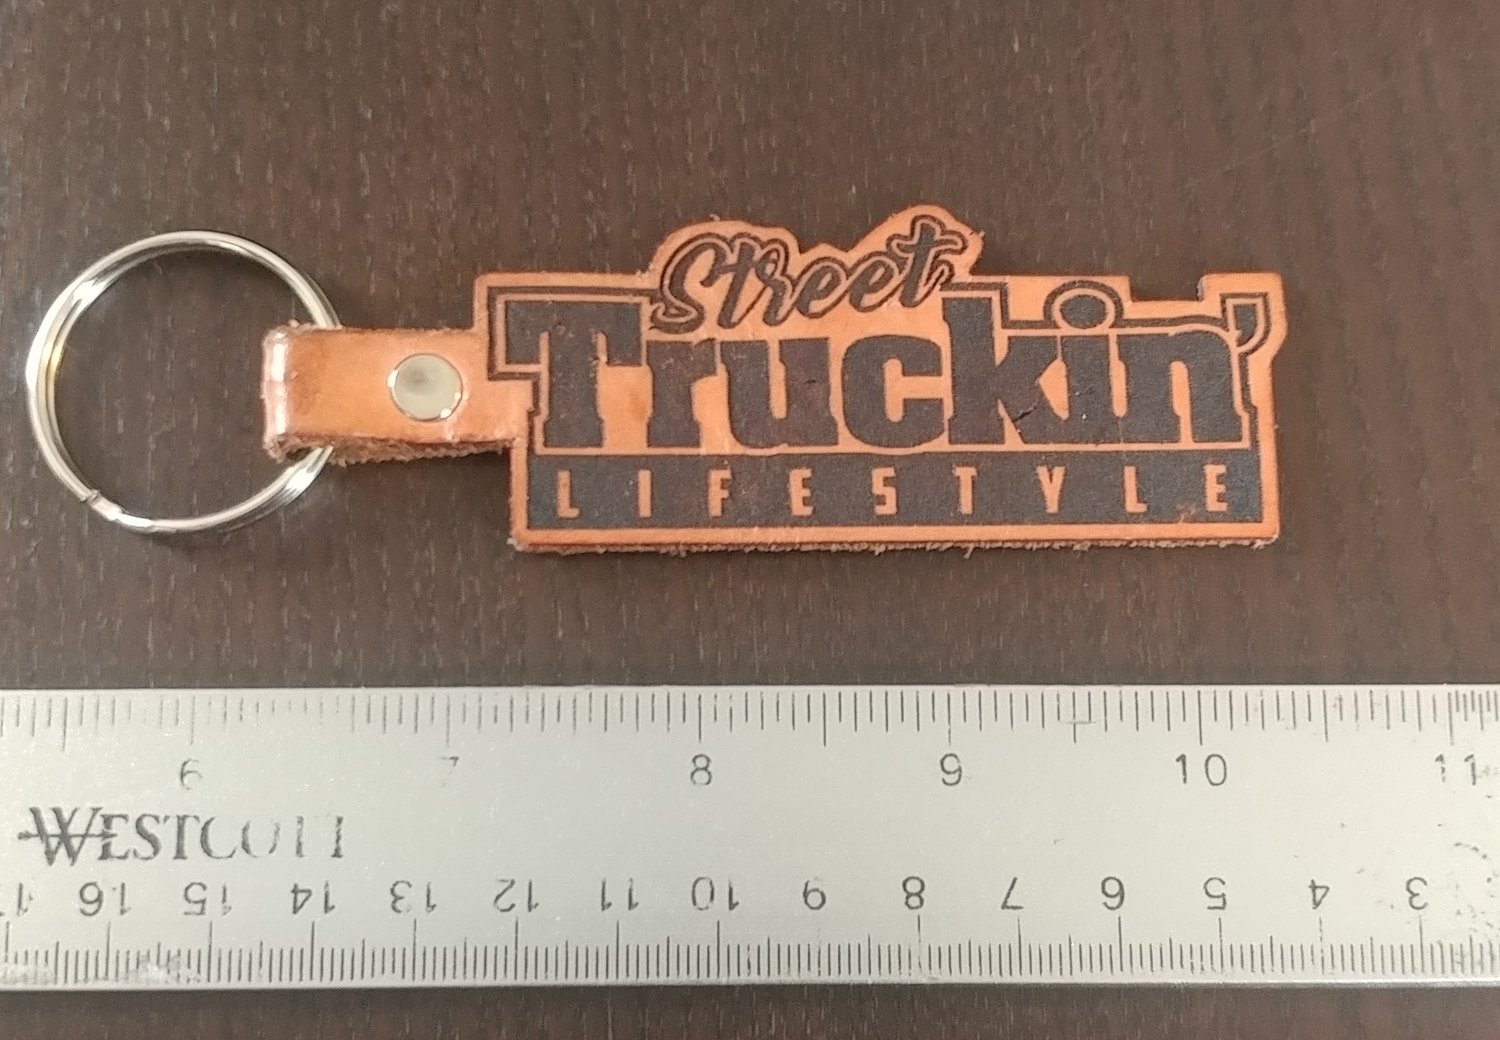 Street
Truckin'
LIFESTYLE
6 7 8 9 10 11
WESTCOTT
16 15 14 13 12 11 10 9 8 7 6 5 4 3